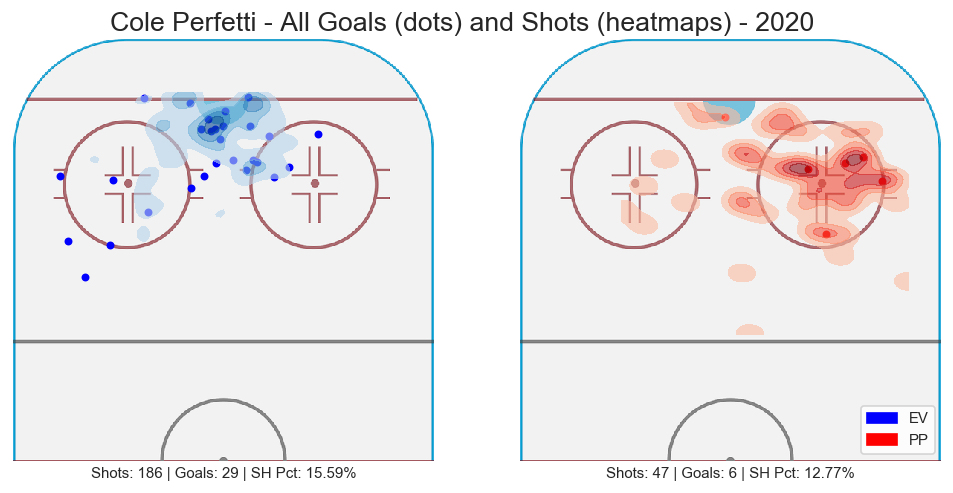 Cole Perfetti - All Goals (dots) and Shots (heatmaps) - 2020
EV
PP
Shots: 186 | Goals: 29 | SH Pct: 15.59%
Shots: 47 | Goals: 6 | SH Pct: 12.77%